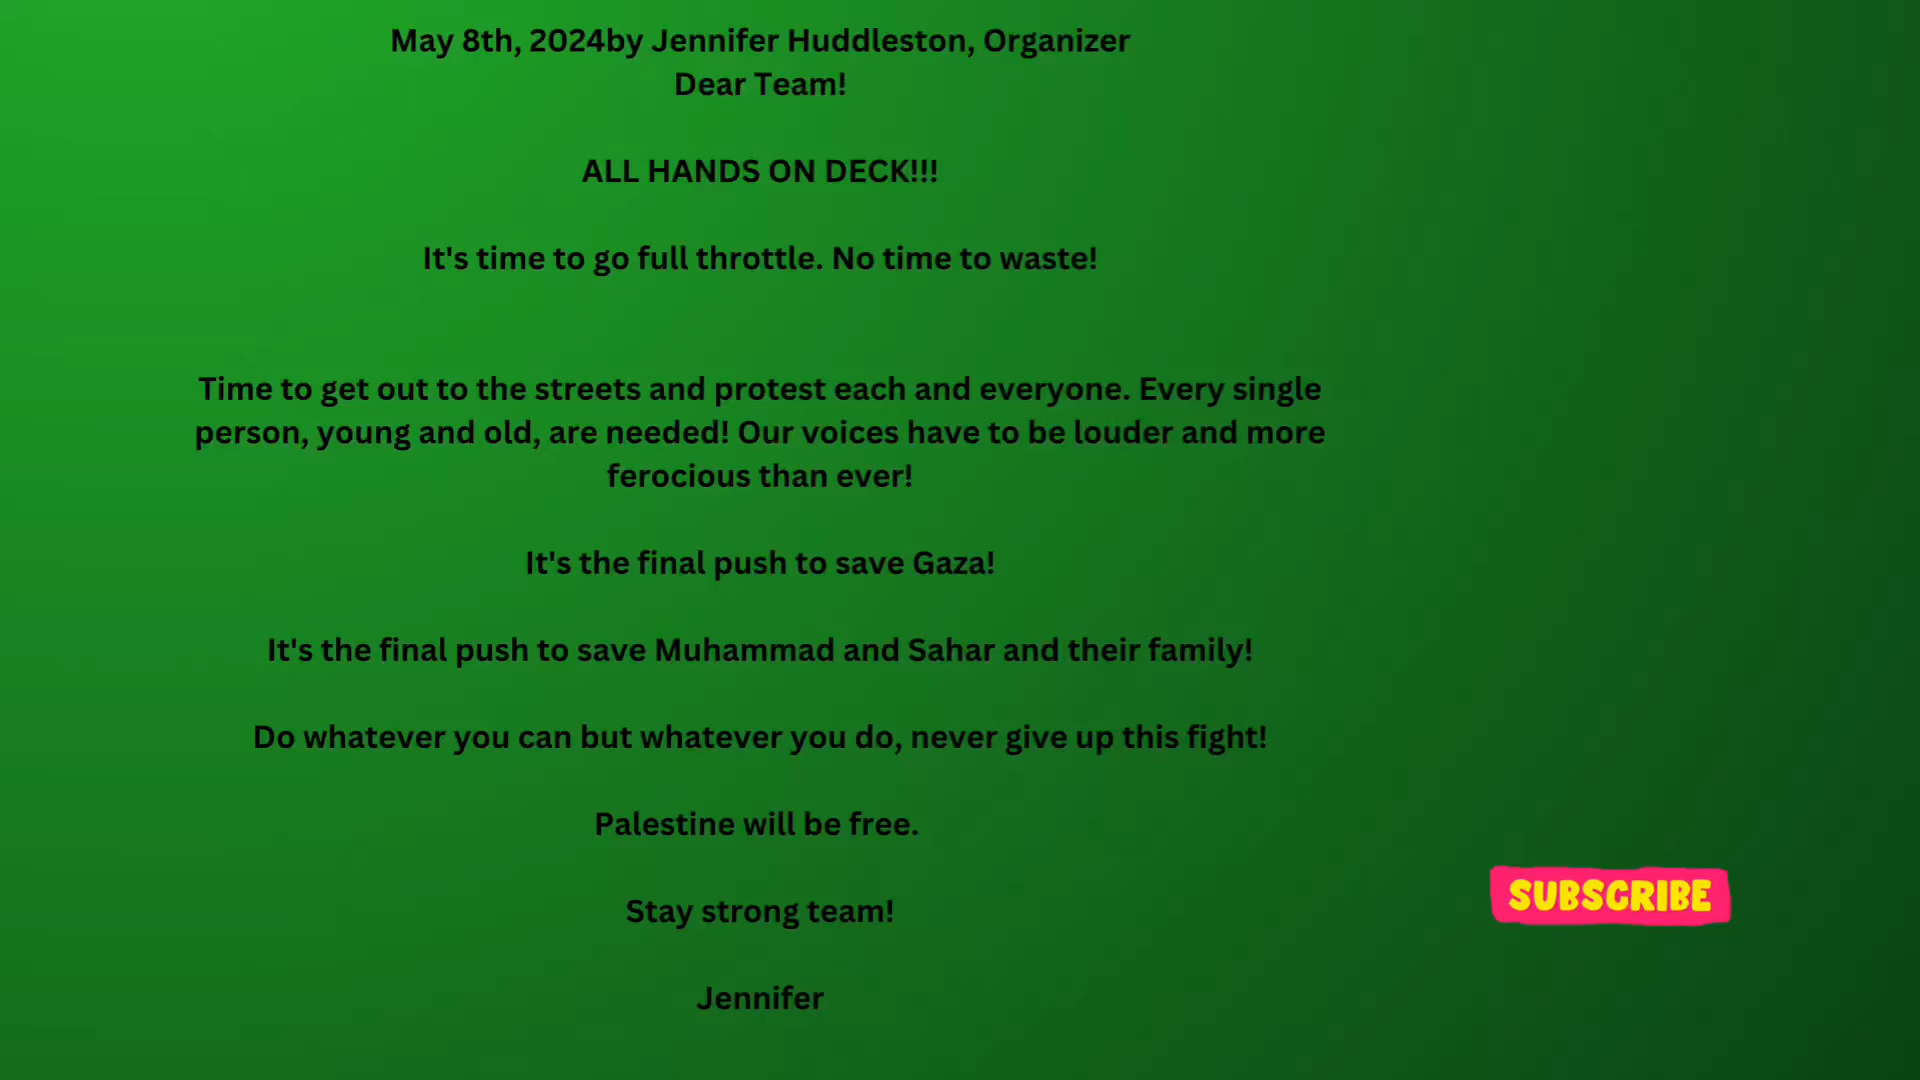 May 8th, 2024by Jennifer Huddleston, Organizer
Dear Team!
ALL HANDS ON DECK!!!
It's time to go full throttle. No time to waste!
Time to get out to the streets and protest each and everyone. Every single
person, young and old, are needed! Our voices have to be louder and more
ferocious than ever!
It's the final push to save Gaza!
It's the final push to save Muhammad and Sahar and their family!
Do whatever you can but whatever you do, never give up this fight!
Palestine will be free.
Stay strong team!
Jennifer
SUBSCRIBE